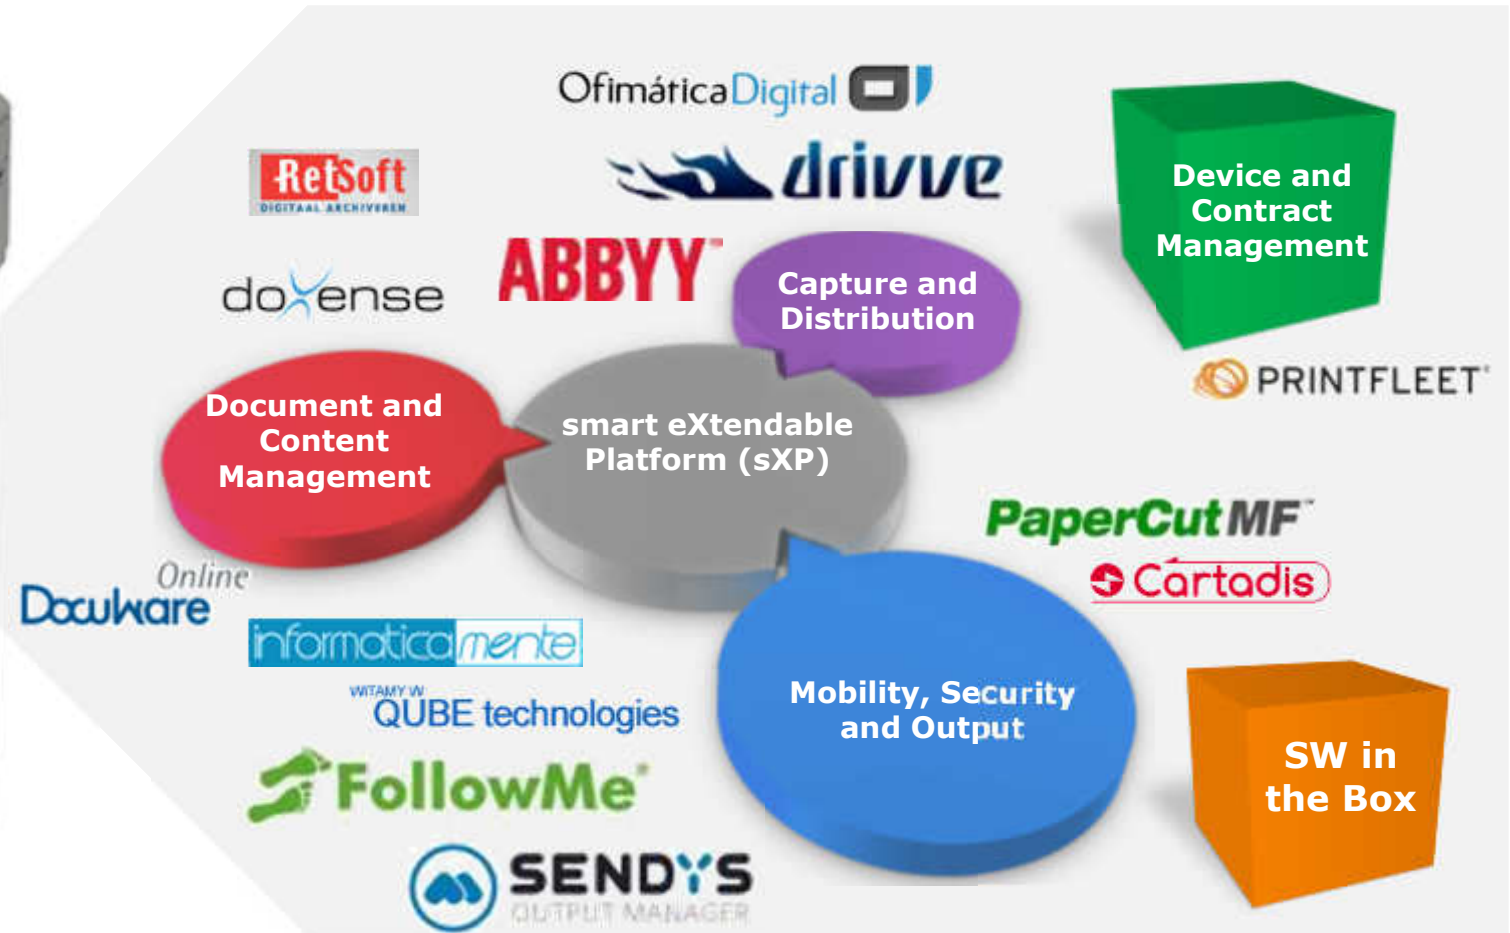 OfimáticaDigital
drivve
RetSoft
DIGITAAL ARCHIVEREN
ABBYY™
doXense
Capture and
Distribution
Device and
Contract
Management
PRINTFLEET
Document and
Content
Management
smart eXtendable
Platform (sXP)
PaperCut MF™
Cartadis
Online
DocuWare
informaticamente
WITAMY W
QUBE technologies
FollowMe®
SENDYS
OUTPUT MANAGER
Mobility, Security
and Output
SW in
the Box